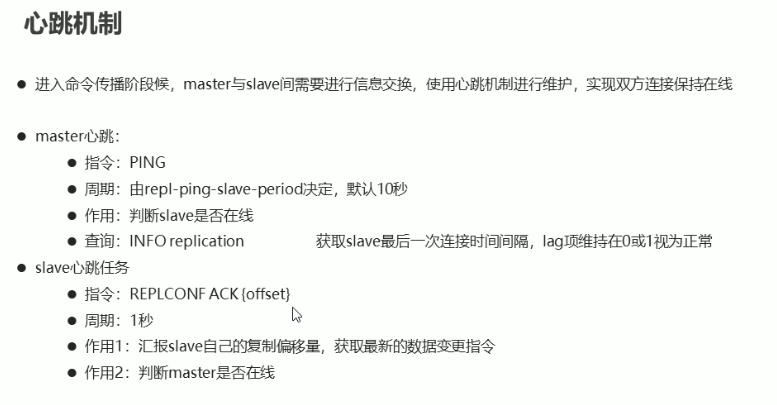 心跳机制
● 进入命令传播阶段候，master与slave间需要进行信息交换，使用心跳机制进行维护，实现双方连接保持在线
● master心跳：
● 指令：PING
● 周期：由repl-ping-slave-period决定，默认10秒
● 作用：判断slave是否在线
● 查询：INFO replication 获取slave最后一次连接时间间隔，lag项维持在0或1视为正常
● slave心跳任务
● 指令：REPLCONF ACK {offset}
● 周期：1秒
● 作用1：汇报slave自己的复制偏移量，获取最新的数据变更指令
● 作用2：判断master是否在线